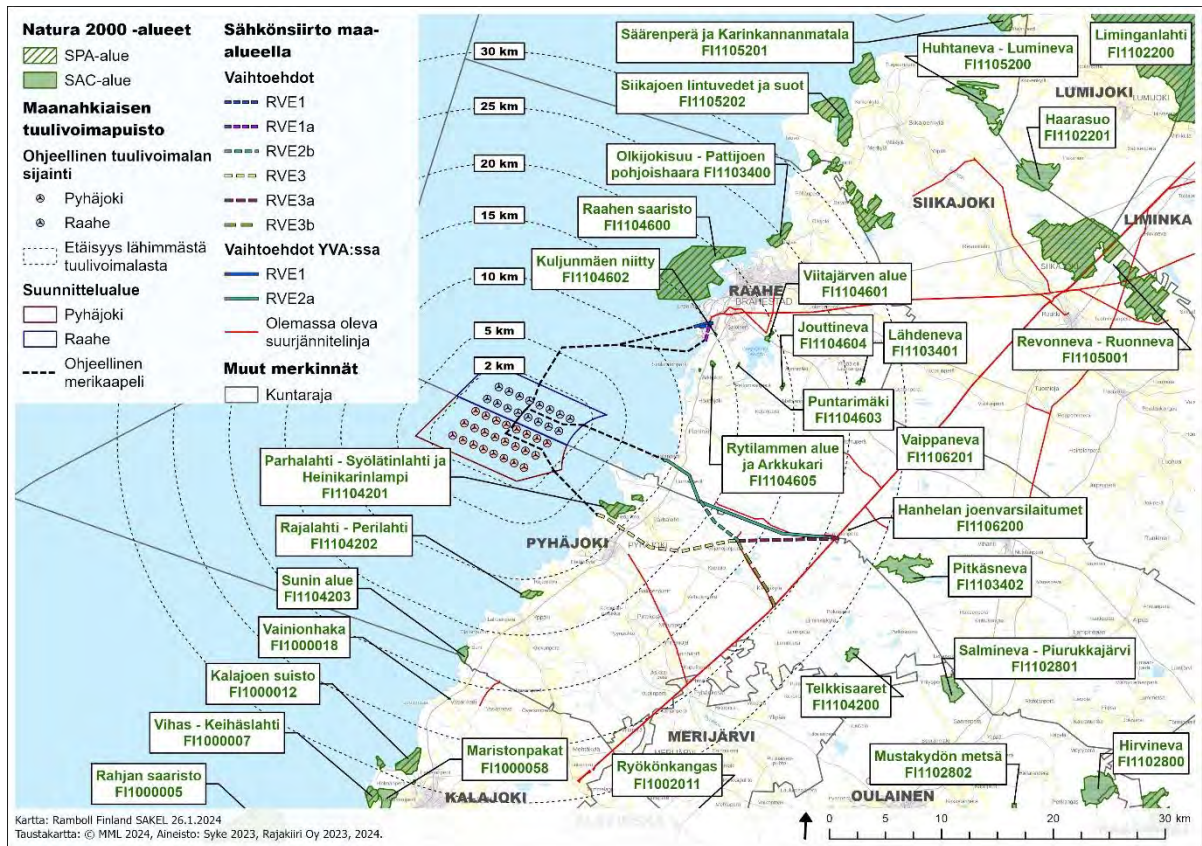 Natura 2000 -alueet
SPA-alue
SAC-alue
Maanahkiaisen
tuulivoimapuisto
Ohjeellinen tuulivoimalan
sijainti
Pyhäjoki
Raahe
Etäisyys lähimmästä
tuulivoimalasta
Suunnittelualue
Pyhäjoki
Raahe
Ohjeellinen
merikaapeli
Sähkönsiirto maa-
alueella
Vaihtoehdot
RVE1
RVE1a
RVE2b
RVE3
RVE3a
RVE3b
Vaihtoehdot YVA:ssa
RVE1
RVE2a
Olemassa oleva
suurjännitelinja
Muut merkinnät
Kuntaraja
30 km
25 km
20 km
15 km
10 km
5 km
2 km
Säärenperä ja Karinkannanmatala
FI1105201
Huhtaneva - Lumineva
FI1105200
Liminganlahti
FI1102200
Siikajoen lintuvedet ja suot
FI1105202
LUMIJOKI
Haarasuo
FI1102201
Olkijokisuu - Pattijoen
pohjoishaara FI1103400
SIIKAJOKI
LIMINKA
Raahen saaristo
FI1104600
Kuljunmäen niitty
FI1104602
RAAHE
BRAHESTAD
Viitajärven alue
FI1104601
Jouttineva
FI1104604
Lähdeneva
FI1103401
Revonneva - Ruonneva
FI1105001
Puntarimäki
FI1104603
Rytilammen alue
ja Arkkukari
FI1104605
Vaippaneva
FI1106201
Parhalahti - Syölätinlahti ja
Heinikarinlampi
FI1104201
Hanhelan joenvarsilaitumet
FI1106200
Rajalahti - Perilahti
FI1104202
PYHÄJOKI
Pitkäsneva
FI1103402
Sunin alue
FI1104203
Vainionhaka
FI1000018
Kalajoen suisto
FI1000012
Salmineva - Piurukkajärvi
FI1102801
Telkkisaaret
FI1104200
Vihas - Keihäslahti
FI1000007
MERIJÄRVI
Maristonpakat
FI1000058
Ryökönkangas
FI1002011
Mustakydön metsä
FI1102802
Hirvineva
FI1102800
Rahjan saaristo
FI1000005
KALAJOKI
OULAINEN
Kartta: Ramboll Finland SAKEL 26.1.2024
Taustakartta: © MML 2024, Aineisto: Syke 2023, Rajakiiri Oy 2023, 2024.
0 5 10 15 20 25 30 km